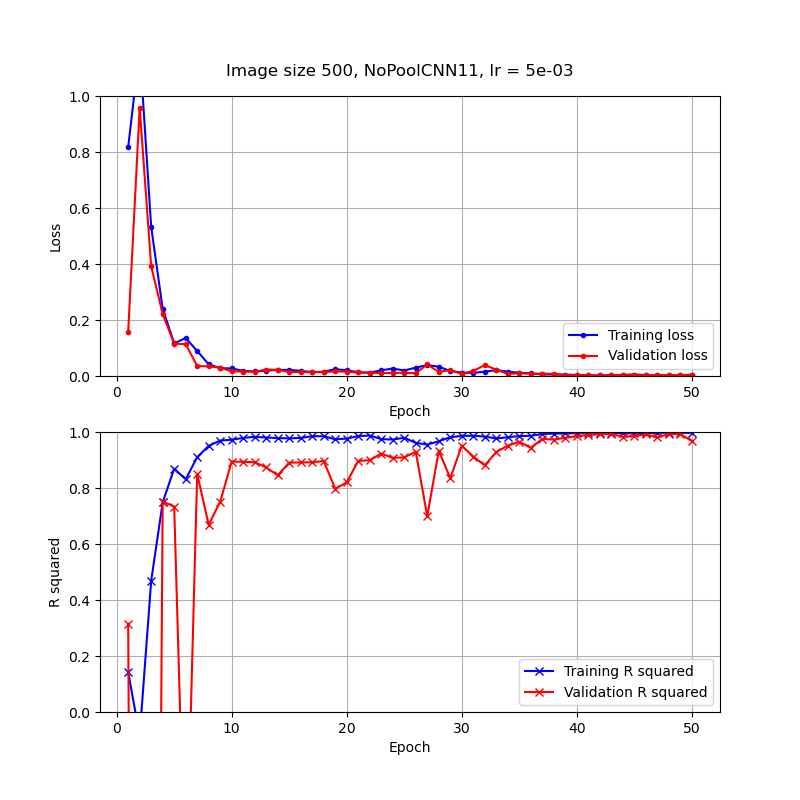 Image size 500, NoPoolCNN11, lr = 5e-03
1.0
0.8
0.6
0.4
0.2
0.0
Loss
0 10 20 30 40 50
Epoch
Training loss
Validation loss
1.0
0.8
0.6
0.4
0.2
0.0
R squared
0 10 20 30 40 50
Epoch
Training R squared
Validation R squared